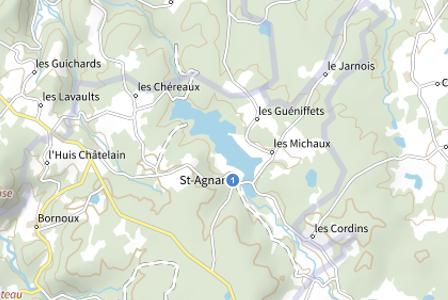 les Guichards
le Jarnois
les Chéreaux
les Lavaults
les Guéniffets
les Michaux
l'Huis Châtelain
St-Agnan
1
Bornoux
les Cordins